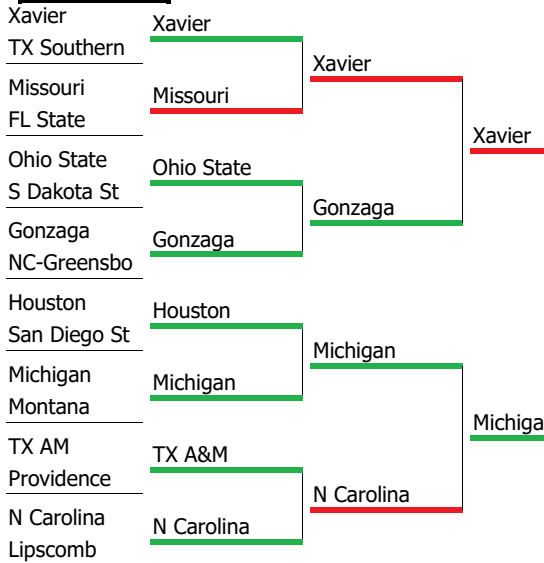 Xavier
TX Southern
Missouri
FL State
Ohio State
S Dakota St
Gonzaga
NC-Greensbo
Houston
San Diego St
Michigan
Montana
TX AM
Providence
N Carolina
Lipscomb
Xavier
Missouri
Ohio State
Gonzaga
Houston
Michigan
TX A&M
N Carolina
Xavier
Gonzaga
Michigan
N Carolina
Xavier
Michiga